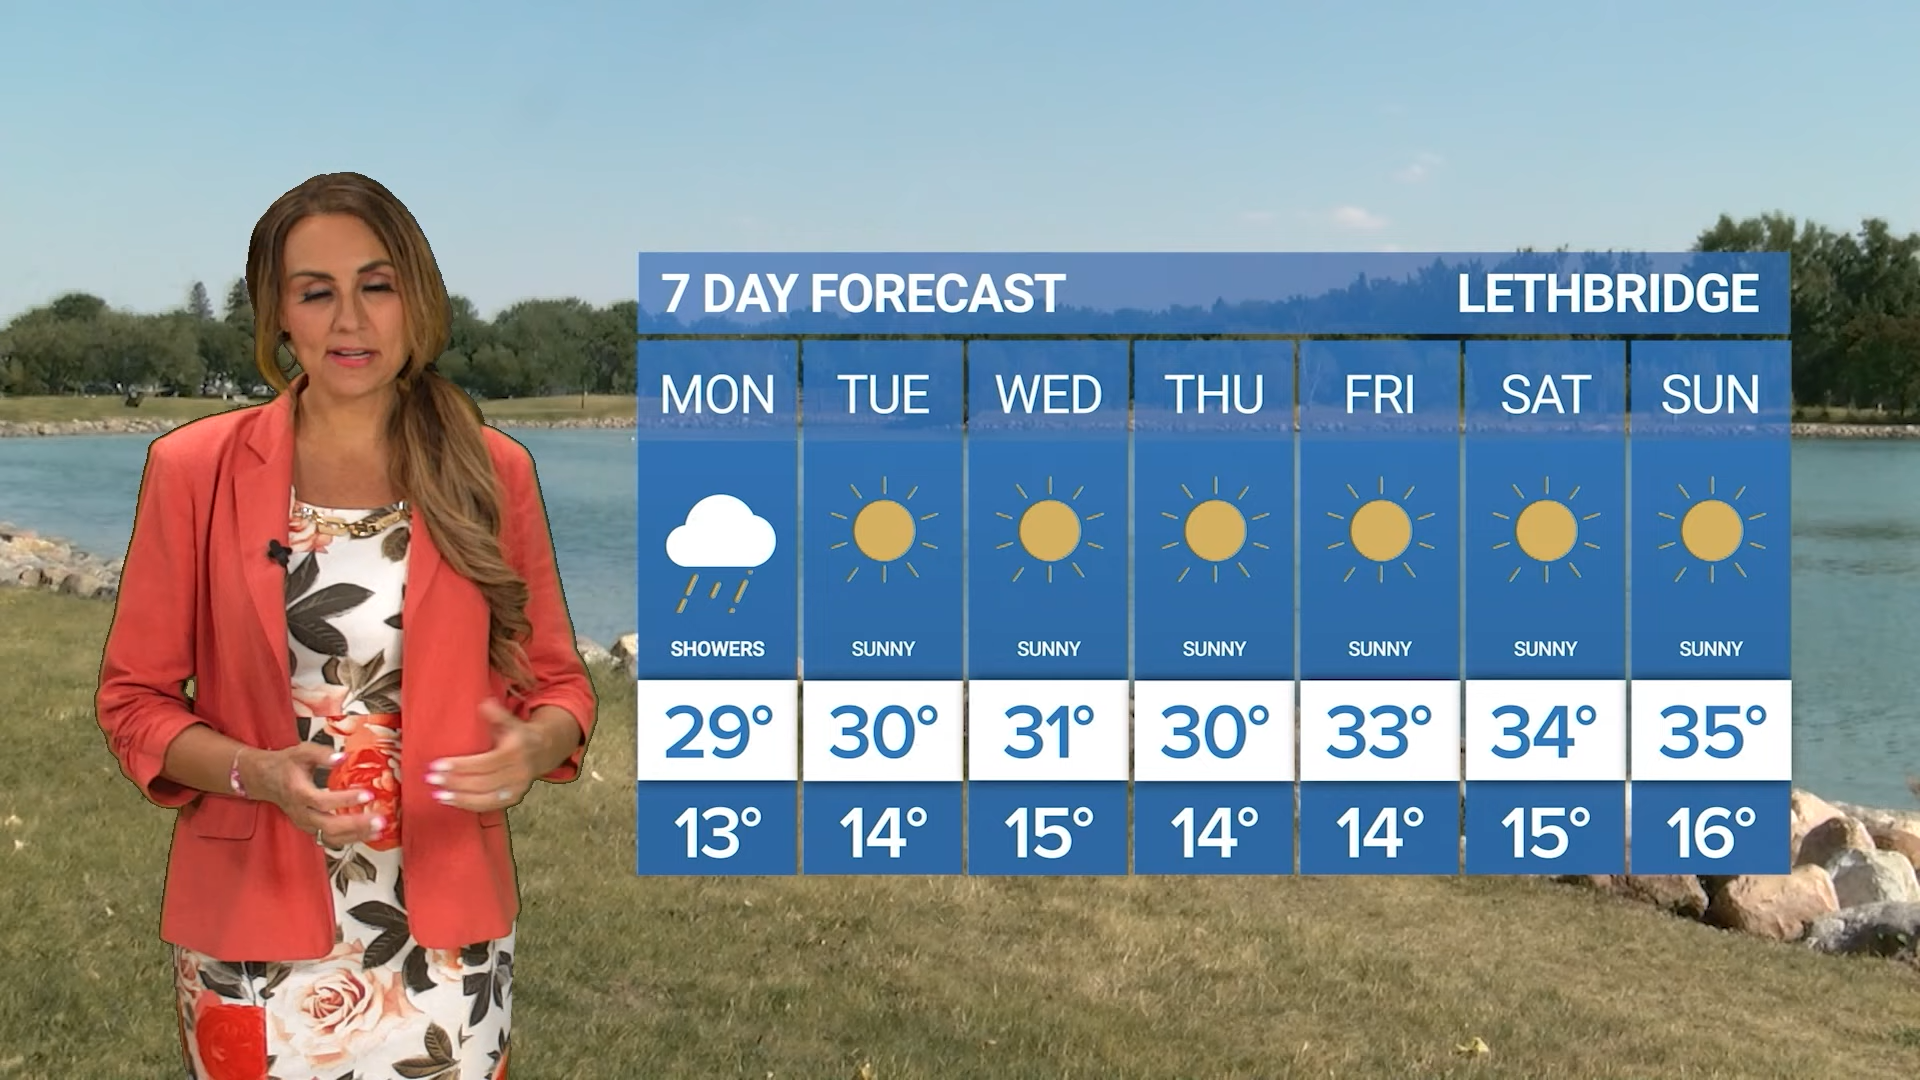 7 DAY FORECAST LETHBRIDGE
MON TUE WED THU FRI SAT SUN
SHOWERS SUNNY SUNNY SUNNY SUNNY SUNNY SUNNY
29° 30° 31° 30° 33° 34° 35°
13° 14° 15° 14° 14° 15° 16°